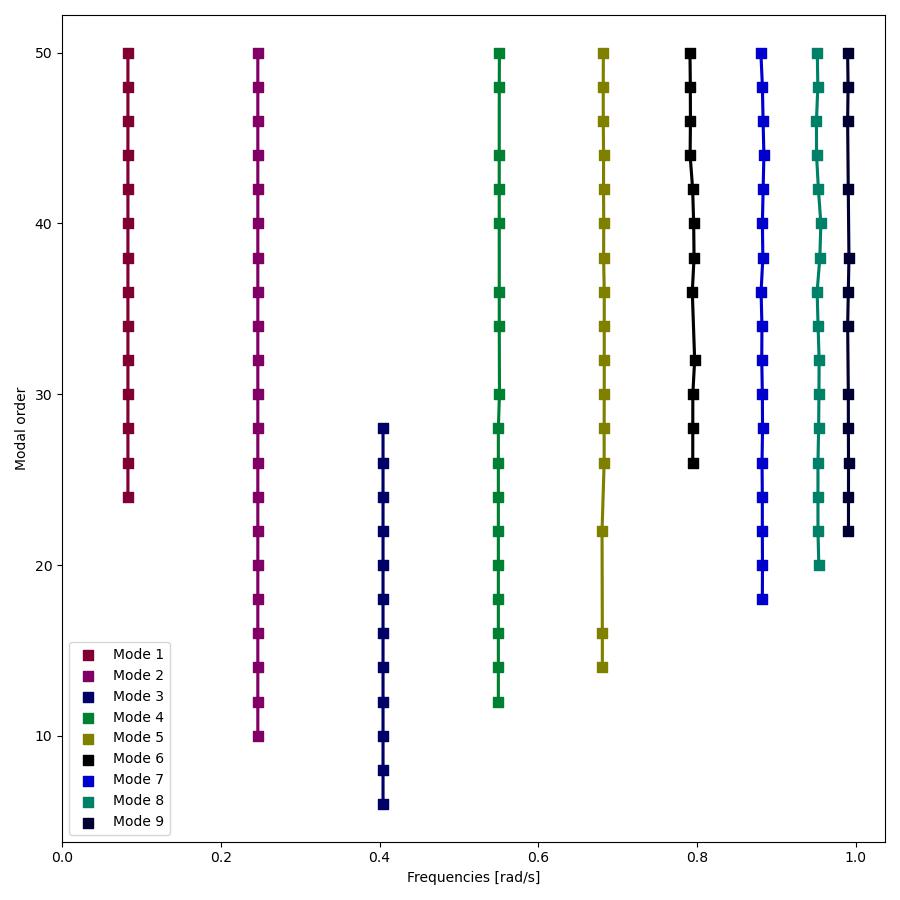 50
40
30
20
10
Modal order
Mode 1
Mode 2
Mode 3
Mode 4
Mode 5
Mode 6
Mode 7
Mode 8
Mode 9
0.0 0.2 0.4 0.6 0.8 1.0
Frequencies [rad/s]